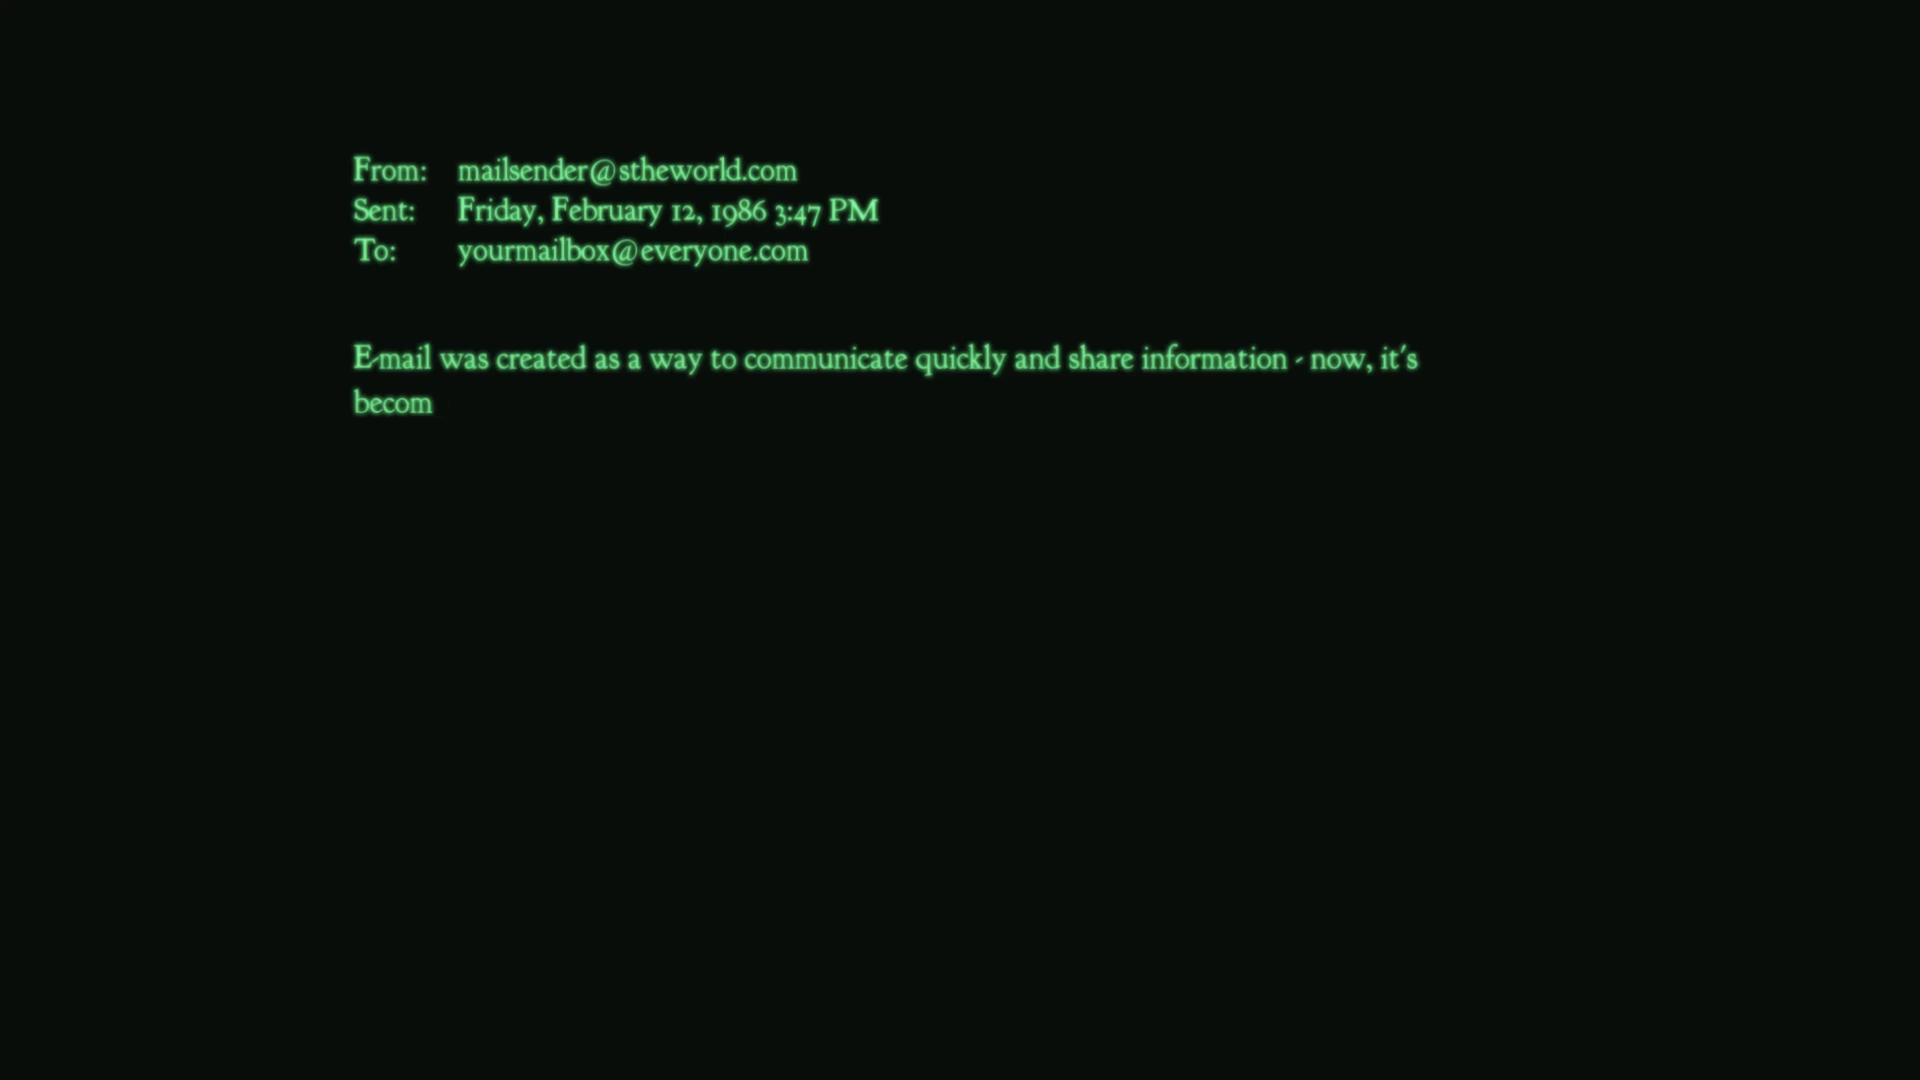 From: mailsender@stheworld.com
Sent: Friday, February 12, 1986 3:47 PM
To: yourmailbox@everyone.com
E-mail was created as a way to communicate quickly and share information - now, it's
becom